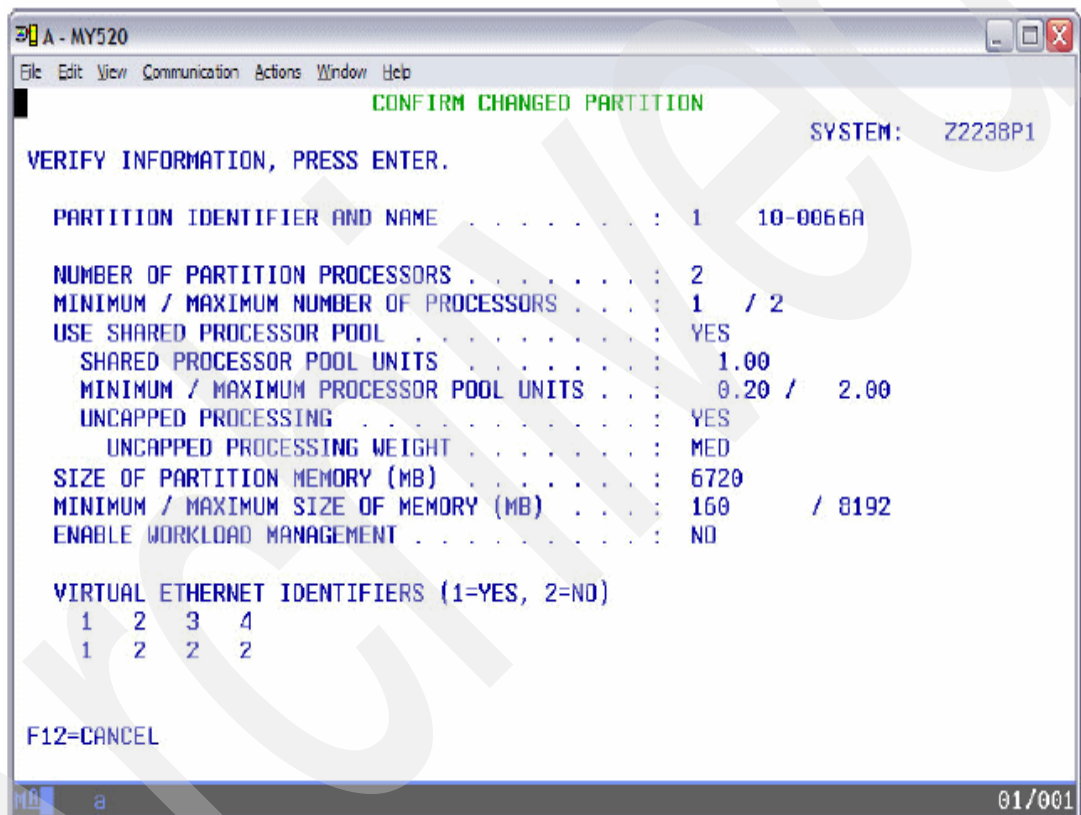 A - MY520
File Edit View Communication Actions Window Help
CONFIRM CHANGED PARTITION
SYSTEM: Z2238P1
VERIFY INFORMATION, PRESS ENTER.
PARTITION IDENTIFIER AND NAME . . . . . . . : 1 10-0066A
NUMBER OF PARTITION PROCESSORS . . . . . . . : 2
MINIMUM / MAXIMUM NUMBER OF PROCESSORS . . . : 1 / 2
USE SHARED PROCESSOR POOL . . . . . . . . . : YES
SHARED PROCESSOR POOL UNITS . . . . . . . : 1.00
MINIMUM / MAXIMUM PROCESSOR POOL UNITS . . : 0.20 / 2.00
UNCAPPED PROCESSING . . . . . . . . . . . : YES
UNCAPPED PROCESSING WEIGHT . . . . . . . : MED
SIZE OF PARTITION MEMORY (MB) . . . . . . . : 6720
MINIMUM / MAXIMUM SIZE OF MEMORY (MB) . . . : 160 / 8192
ENABLE WORKLOAD MANAGEMENT . . . . . . . . . : NO
VIRTUAL ETHERNET IDENTIFIERS (1=YES, 2=NO)
1 2 3 4
1 2 2 2
F12=CANCEL
MA a 01/001